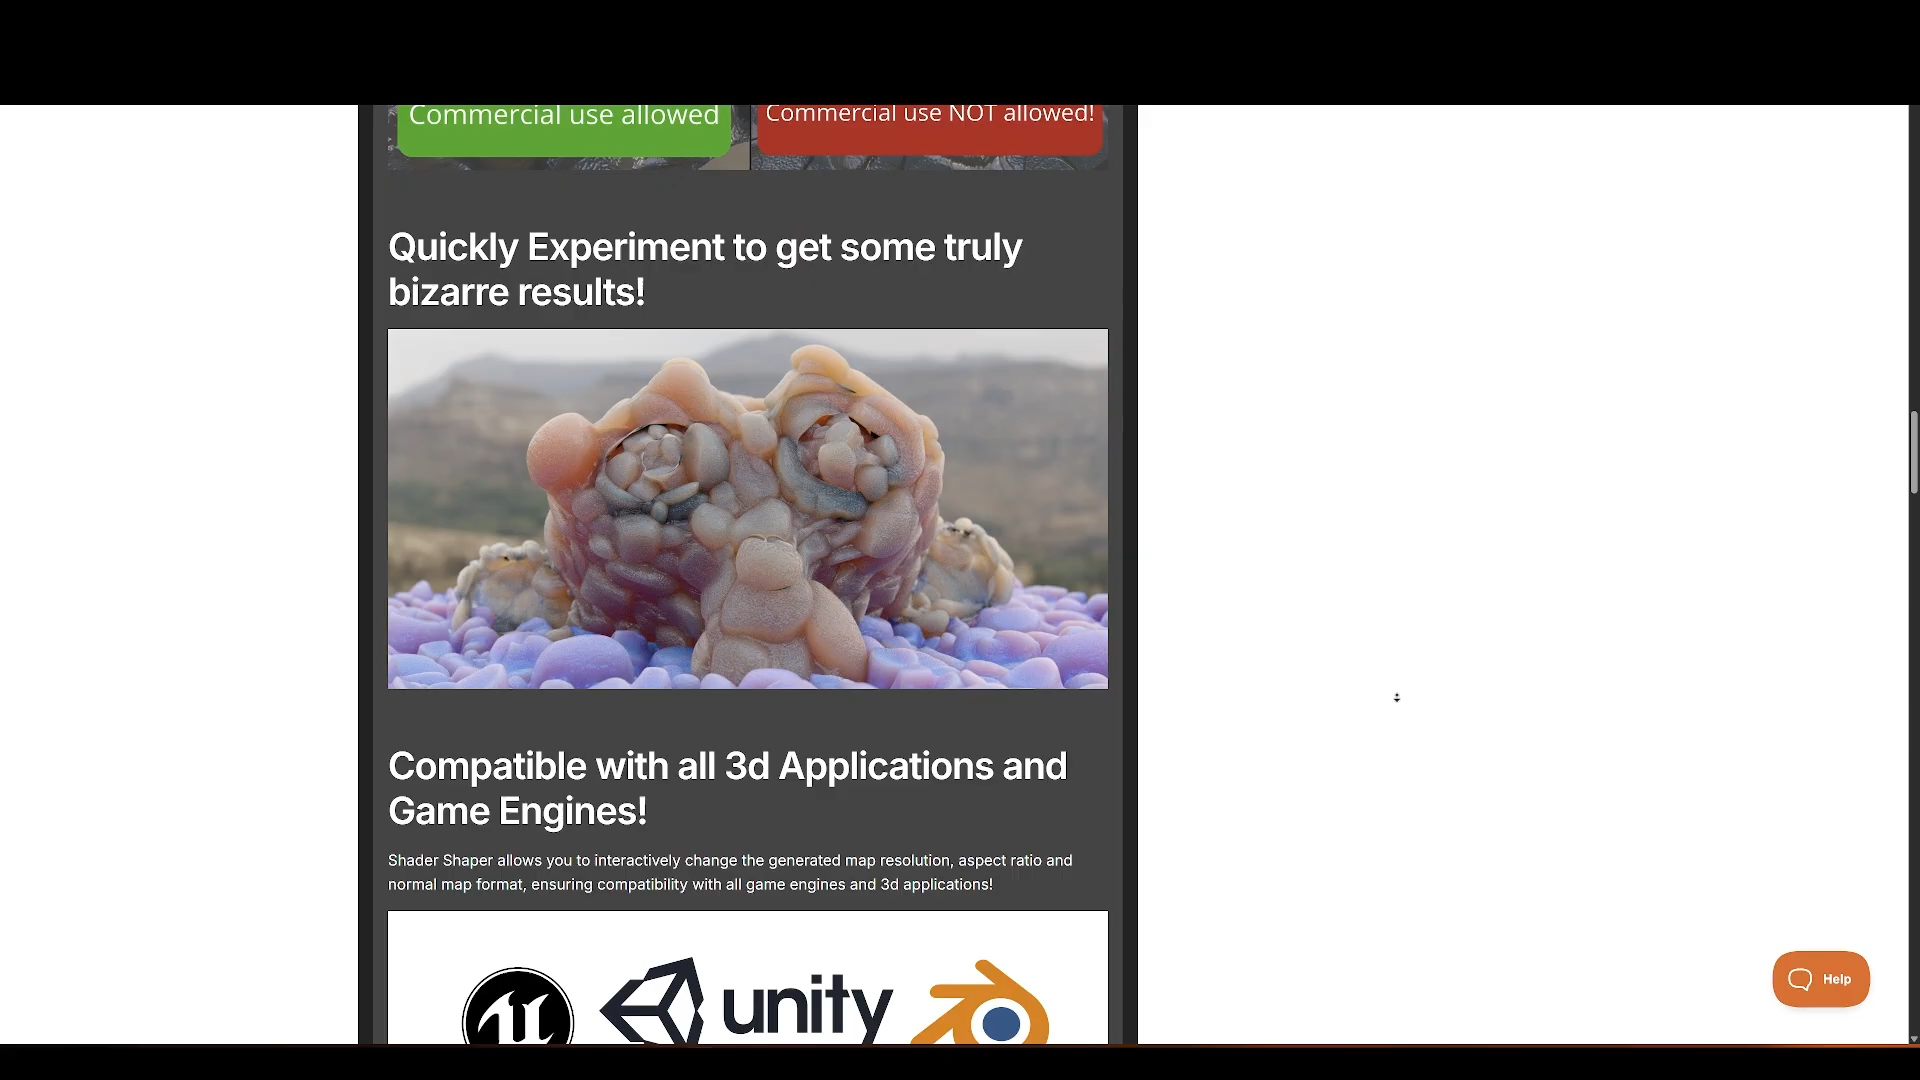 Commercial use allowed
Commercial use NOT allowed!
Quickly Experiment to get some truly
bizarre results!
Compatible with all 3d Applications and
Game Engines!
Shader Shaper allows you to interactively change the generated map resolution, aspect ratio and
normal map format, ensuring compatibility with all game engines and 3d applications!
unity
Help